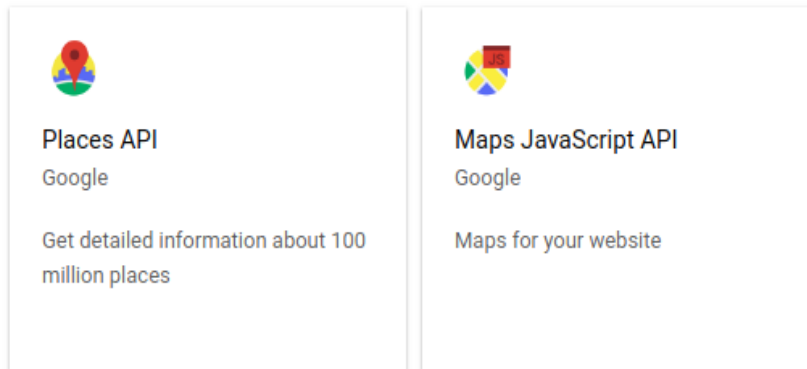 Places API
Google
Get detailed information about 100
million places
JS
Maps JavaScript API
Google
Maps for your website